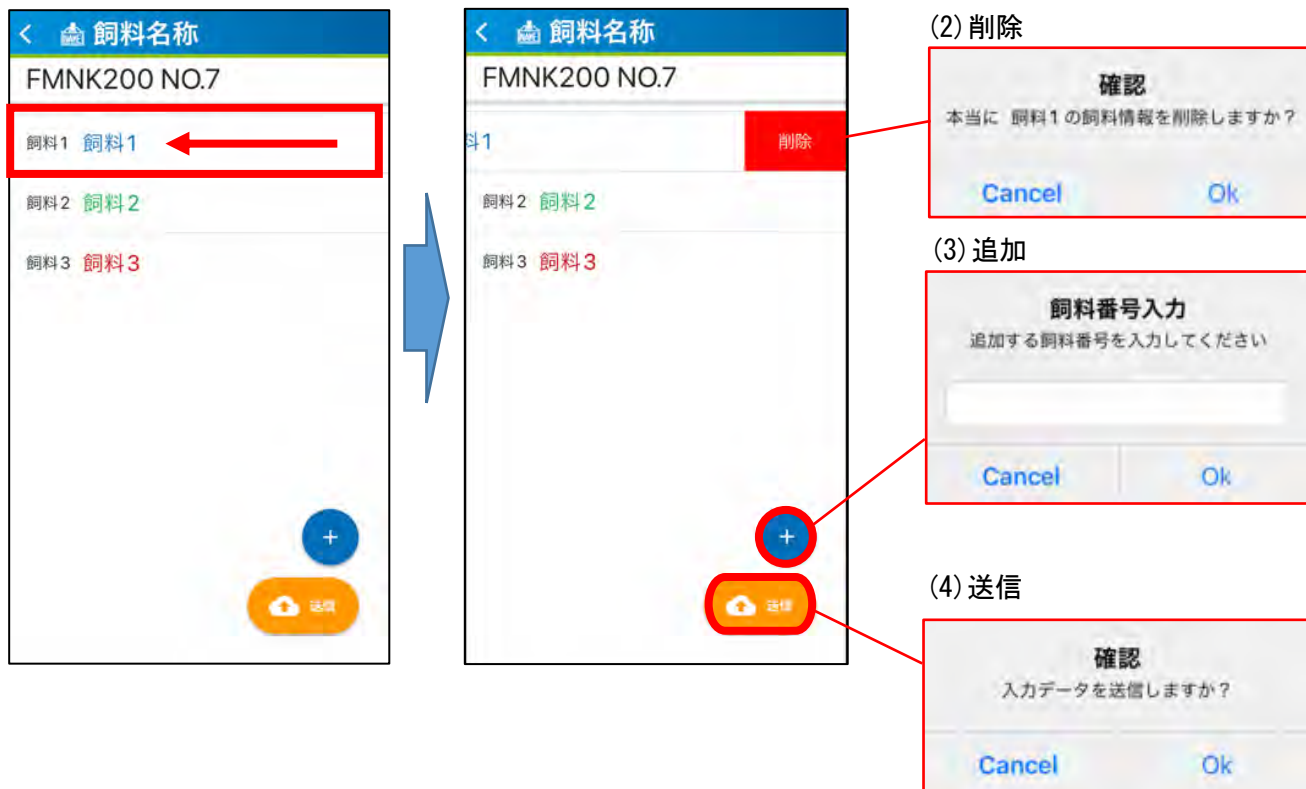 飼料名称
FMNK200 NO.7
飼料1 飼料1
飼料2 飼料2
飼料3 飼料3
+
送信
飼料名称
FMNK200 NO.7
料1 削除
飼料2 飼料2
飼料3 飼料3
+
送信
(2)削除
確認
本当に 飼料1の飼料情報を削除しますか？
Cancel Ok
(3)追加
飼料番号入力
追加する飼料番号を入力してください
Cancel Ok
(4)送信
確認
入力データを送信しますか？
Cancel Ok